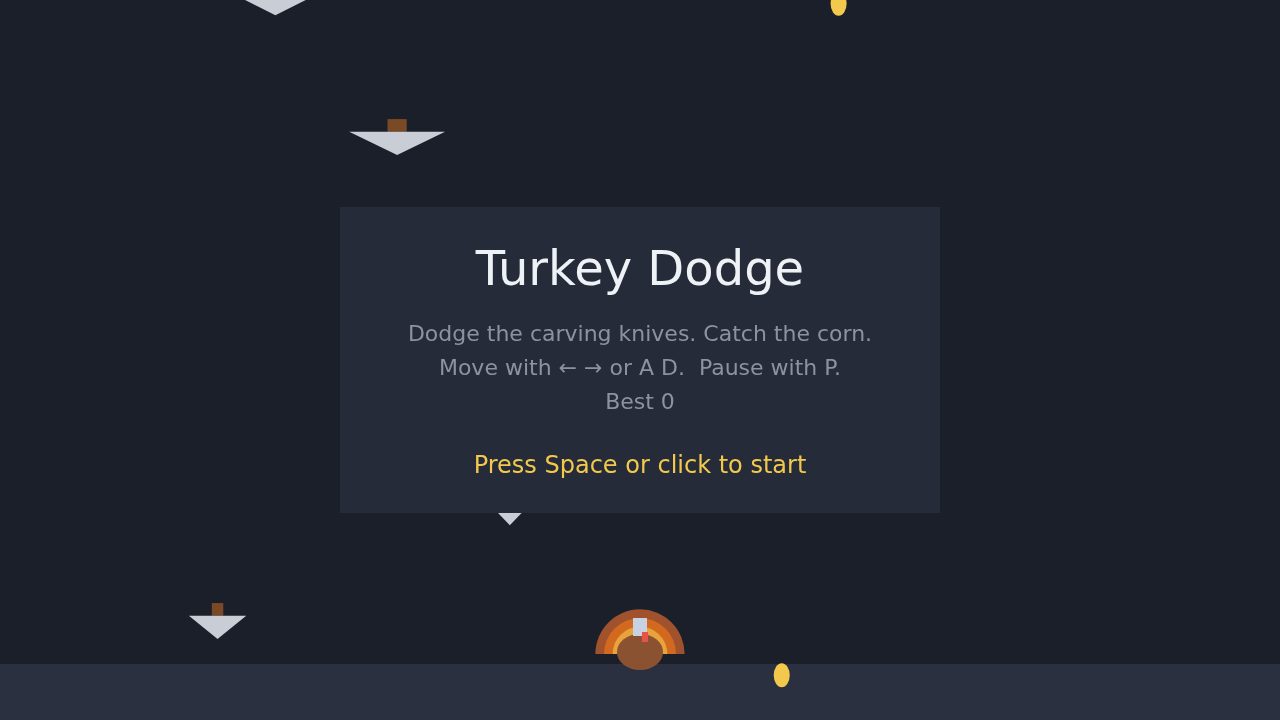 Turkey Dodge
Dodge the carving knives. Catch the corn.
Move with ← → or A D.  Pause with P.
Best 0
Press Space or click to start